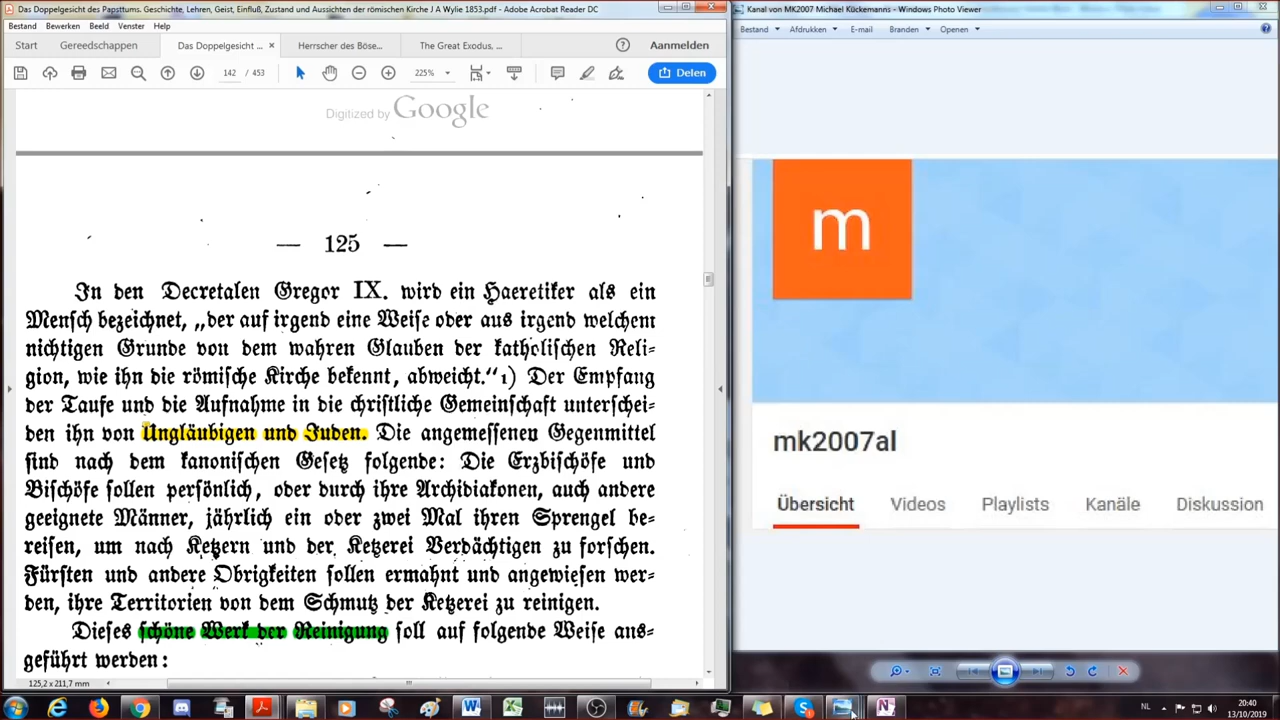 Das Doppelgesicht des Papsttums. Geschichte, Lehren, Geist, Einfluß, Zustand und Aussichten der römischen Kirche J A Wylie 1853.pdf - Adobe Acrobat Reader DC
Bestand Bewerken Beeld Venster Help
Start Gereedschappen Das Doppelgesicht ... × Herrscher des Böse... The Great Exodus, ... Aanmelden
142 / 453 225% Delen
Digitized by Google
— 125 —
In den Decretalen Gregor IX. wird ein Haeretiker als ein
Mensch bezeichnet, „der auf irgend eine Weise oder aus irgend welchem
nichtigen Grunde von dem wahren Glauben der katholischen Reli-
gion, wie ihn die römische Kirche bekennt, abweicht.“1) Der Empfang
der Taufe und die Aufnahme in die christliche Gemeinschaft unterschei-
den ihn von Ungläubigen und Juden. Die angemessenen Gegenmittel
sind nach dem kanonischen Gesetz folgende: Die Erzbischöfe und
Bischöfe sollen persönlich, oder durch ihre Archidiakonen, auch andere
geeignete Männer, jährlich ein oder zwei Mal ihren Sprengel be-
reisen, um nach Ketzern und der Ketzerei Verdächtigen zu forschen.
Fürsten und andere Obrigkeiten sollen ermahnt und angewiesen wer-
den, ihre Territorien von dem Schmutz der Ketzerei zu reinigen.
Dieses schöne Werk der Reinigung soll auf folgende Weise aus-
geführt werden:
125,2 x 211,7 mm
Kanal von MK2007 Michael Kückemanns - Windows Photo Viewer
Bestand Afdrukken E-mail Branden Openen
m
mk2007al
Übersicht Videos Playlists Kanäle Diskussion
NL 20:40
13/10/2019